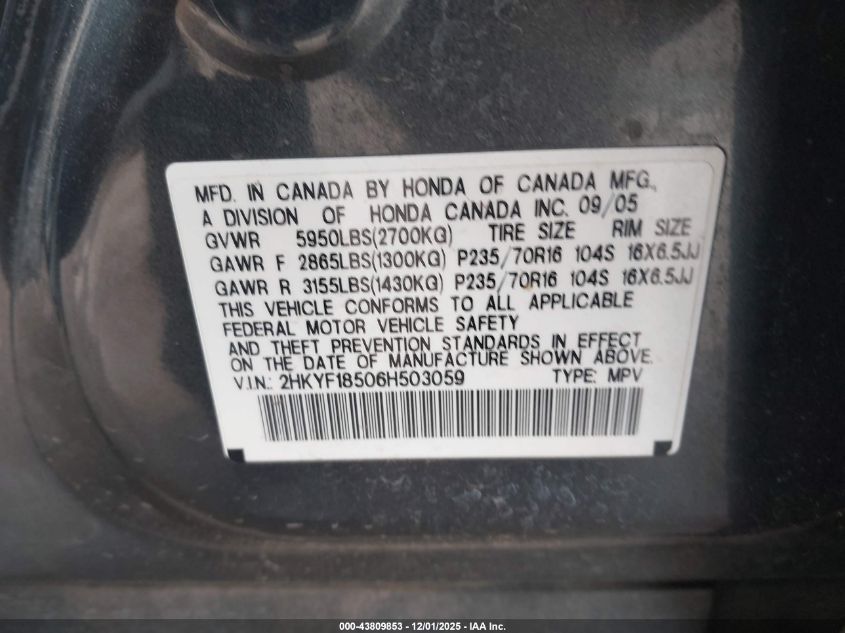 MFD. IN CANADA BY HONDA OF CANADA MFG.,
A DIVISION OF HONDA CANADA INC. 09/05
GVWR 5950LBS(2700KG) TIRE SIZE RIM SIZE
GAWR F 2865LBS(1300KG) P235/70R16 104S 16X6.5JJ
GAWR R 3155LBS(1430KG) P235/70R16 104S 16X6.5JJ
THIS VEHICLE CONFORMS TO ALL APPLICABLE
FEDERAL MOTOR VEHICLE SAFETY
AND THEFT PREVENTION STANDARDS IN EFFECT
ON THE DATE OF MANUFACTURE SHOWN ABOVE.
V.I.N.: 2HKYF18506H503059 TYPE: MPV
000-43809853 - 12/01/2025 - IAA Inc.